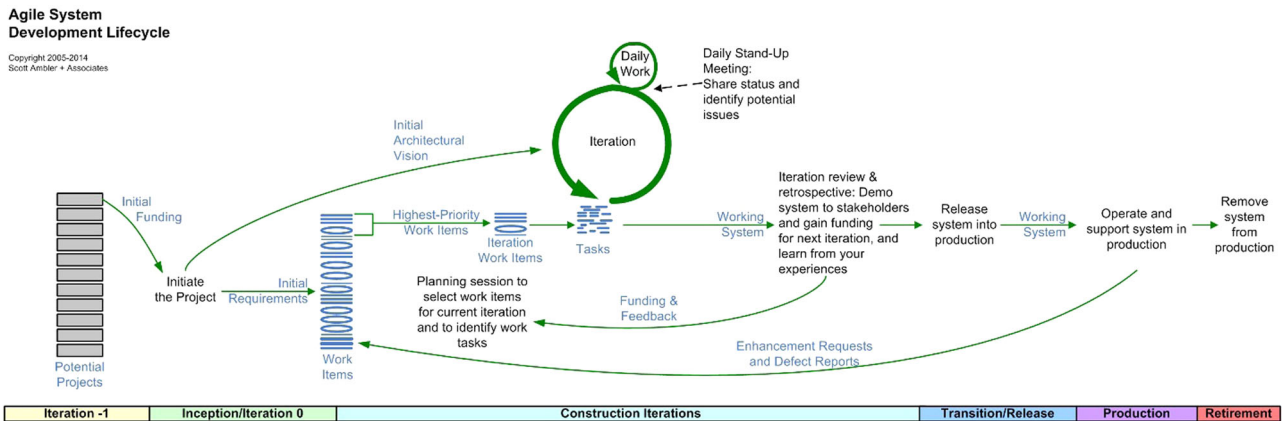 Agile System
Development Lifecycle
Copyright 2005-2014
Scott Ambler + Associates
Daily
Work
Daily Stand-Up
Meeting:
Share status and
identify potential
issues
Iteration
Initial
Architectural
Vision
Initial
Funding
Initiate
the Project
Initial
Requirements
Highest-Priority
Work Items
Iteration
Work Items
Tasks
Working
System
Iteration review &
retrospective: Demo
system to stakeholders
and gain funding
for next iteration, and
learn from your
experiences
Release
system into
production
Working
System
Operate and
support system in
production
Remove
system
from
production
Planning session to
select work items
for current iteration
and to identify work
tasks
Funding &
Feedback
Enhancement Requests
and Defect Reports
Potential
Projects
Work
Items
Iteration -1
Inception/Iteration 0
Construction Iterations
Transition/Release
Production
Retirement